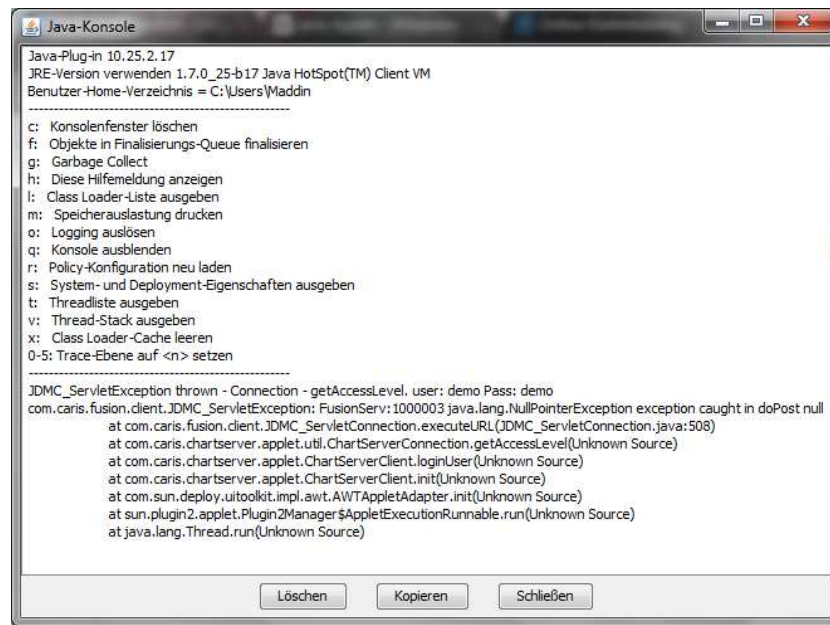 Java-Konsole
Java-Plug-in 10.25.2.17
JRE-Version verwenden 1.7.0_25-b17 Java HotSpot(TM) Client VM
Benutzer-Home-Verzeichnis = C:\Users\Maddin
----------------------------------------------------
c: Konsolenfenster löschen
f: Objekte in Finalisierungs-Queue finalisieren
g: Garbage Collect
h: Diese Hilfemeldung anzeigen
l: Class Loader-Liste ausgeben
m: Speicherauslastung drucken
o: Logging auslösen
q: Konsole ausblenden
r: Policy-Konfiguration neu laden
s: System- und Deployment-Eigenschaften ausgeben
t: Threadliste ausgeben
v: Thread-Stack ausgeben
x: Class Loader-Cache leeren
0-5: Trace-Ebene auf <n> setzen
----------------------------------------------------
JDMC_ServletException thrown - Connection - getAccessLevel. user: demo Pass: demo
com.caris.fusion.client.JDMC_ServletException: FusionServ:1000003 java.lang.NullPointerException exception caught in doPost null
at com.caris.fusion.client.JDMC_ServletConnection.executeURL(JDMC_ServletConnection.java:508)
at com.caris.chartserver.applet.util.ChartServerConnection.getAccessLevel(Unknown Source)
at com.caris.chartserver.applet.ChartServerClient.loginUser(Unknown Source)
at com.caris.chartserver.applet.ChartServerClient.init(Unknown Source)
at com.sun.deploy.uitoolkit.impl.awt.AWTAppletAdapter.init(Unknown Source)
at sun.plugin2.applet.Plugin2Manager$AppletExecutionRunnable.run(Unknown Source)
at java.lang.Thread.run(Unknown Source)
Löschen Kopieren Schließen